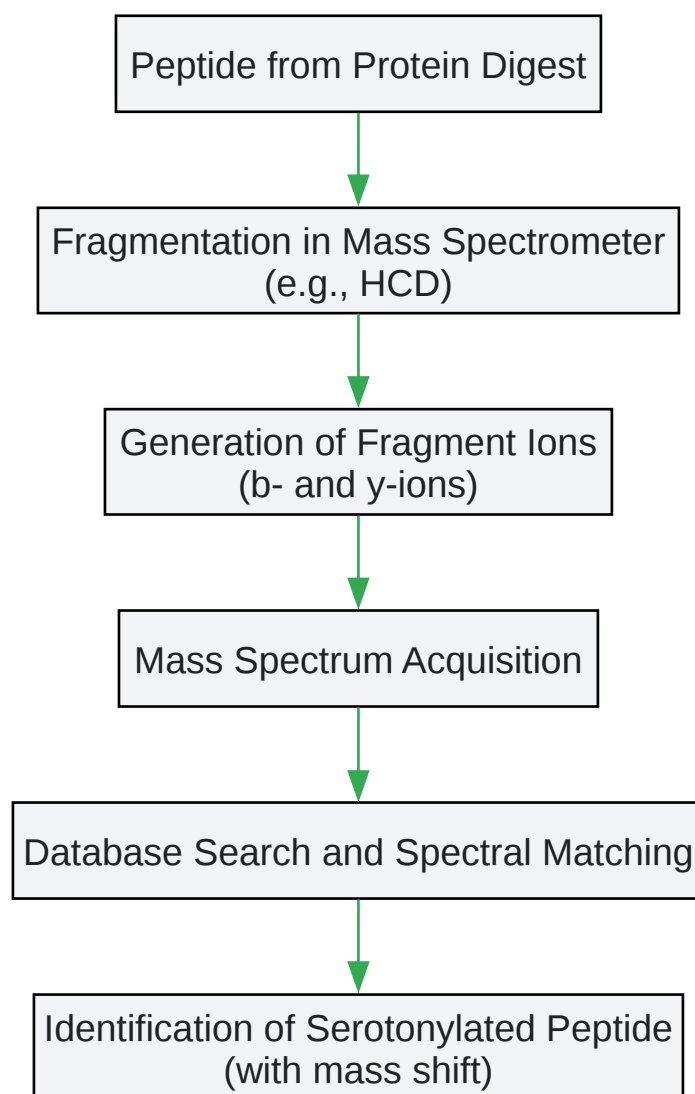 Peptide from Protein Digest
Fragmentation in Mass Spectrometer
(e.g., HCD)
Generation of Fragment Ions
(b- and y-ions)
Mass Spectrum Acquisition
Database Search and Spectral Matching
Identification of Serotonylated Peptide
(with mass shift)